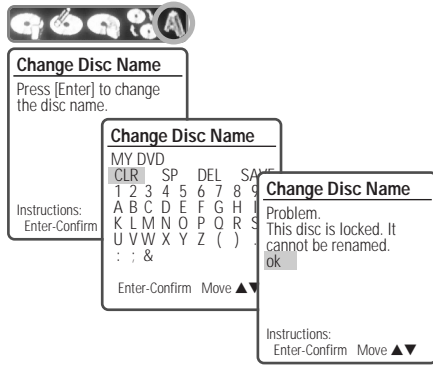 Change Disc Name
Press [Enter] to change
the disc name.
Instructions:
Enter-Confirm
Change Disc Name
MY DVD
CLR SP DEL SAVE
1 2 3 4 5 6 7 8 9
A B C D E F G H I
K L M N O P Q R S
U V W X Y Z ( ) .
: ; &
Enter-Confirm Move ▲▼
Change Disc Name
Problem.
This disc is locked. It
cannot be renamed.
ok
Instructions:
Enter-Confirm Move ▲▼